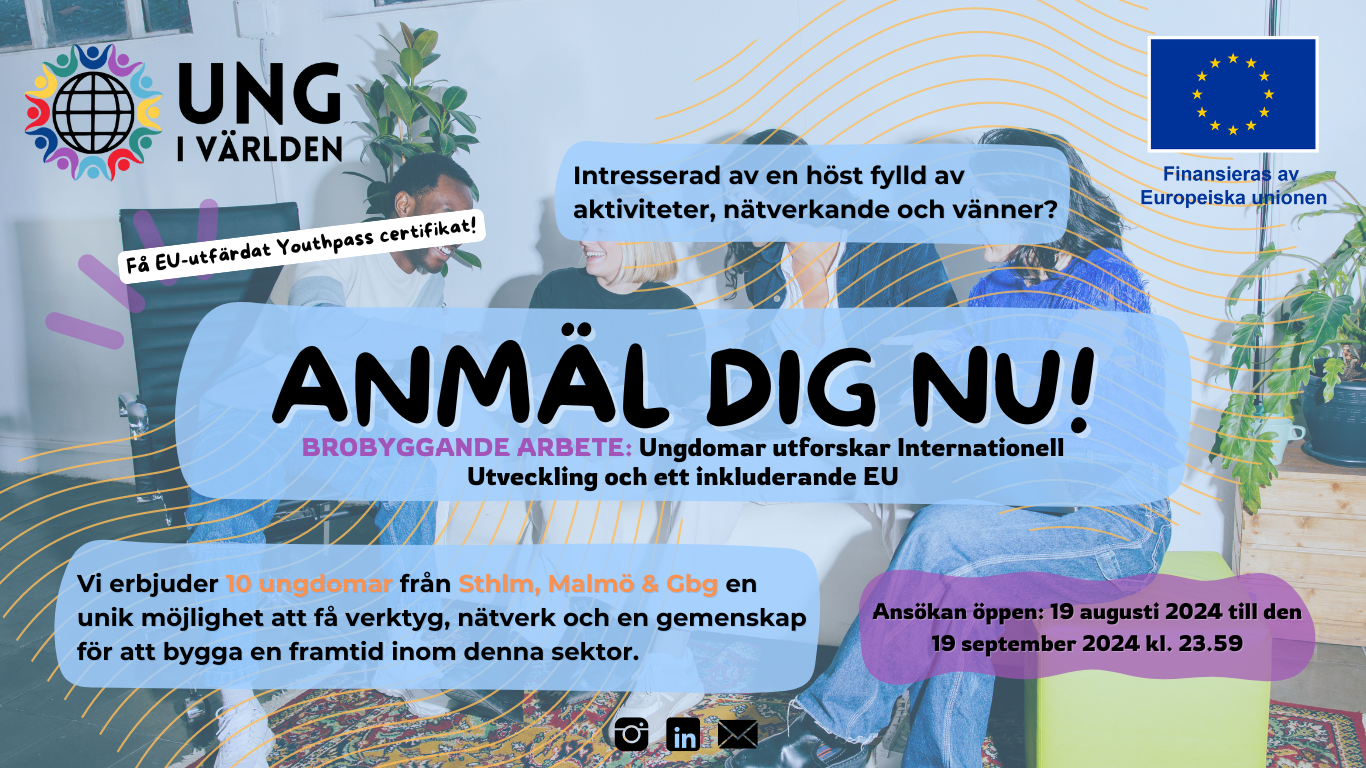 UNG
I VÄRLDEN
Finansieras av
Europeiska unionen
Intresserad av en höst fylld av
aktiviteter, nätverkande och vänner?
Få EU-utfärdat Youthpass certifikat!
ANMÄL DIG NU!
BROBYGGANDE ARBETE: Ungdomar utforskar Internationell
Utveckling och ett inkluderande EU
Vi erbjuder 10 ungdomar från Sthlm, Malmö & Gbg en
unik möjlighet att få verktyg, nätverk och en gemenskap
för att bygga en framtid inom denna sektor.
Ansökan öppen: 19 augusti 2024 till den
19 september 2024 kl. 23.59
in